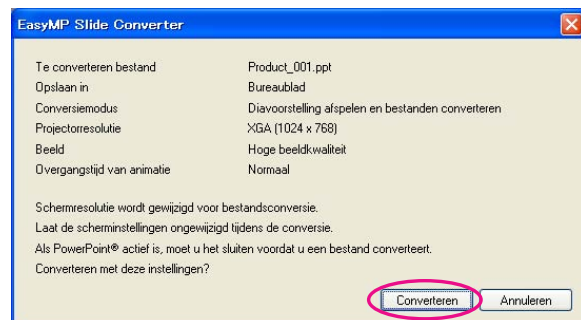 EasyMP Slide Converter
Te converteren bestand Product_001.ppt
Opslaan in Bureaublad
Conversiemodus Diavoorstelling afspelen en bestanden converteren
Projectorresolutie XGA (1024 x 768)
Beeld Hoge beeldkwaliteit
Overgangstijd van animatie Normaal
Schermresolutie wordt gewijzigd voor bestandsconversie.
Laat de scherminstellingen ongewijzigd tijdens de conversie.
Als PowerPoint® actief is, moet u het sluiten voordat u een bestand converteert.
Converteren met deze instellingen?
Converteren Annuleren